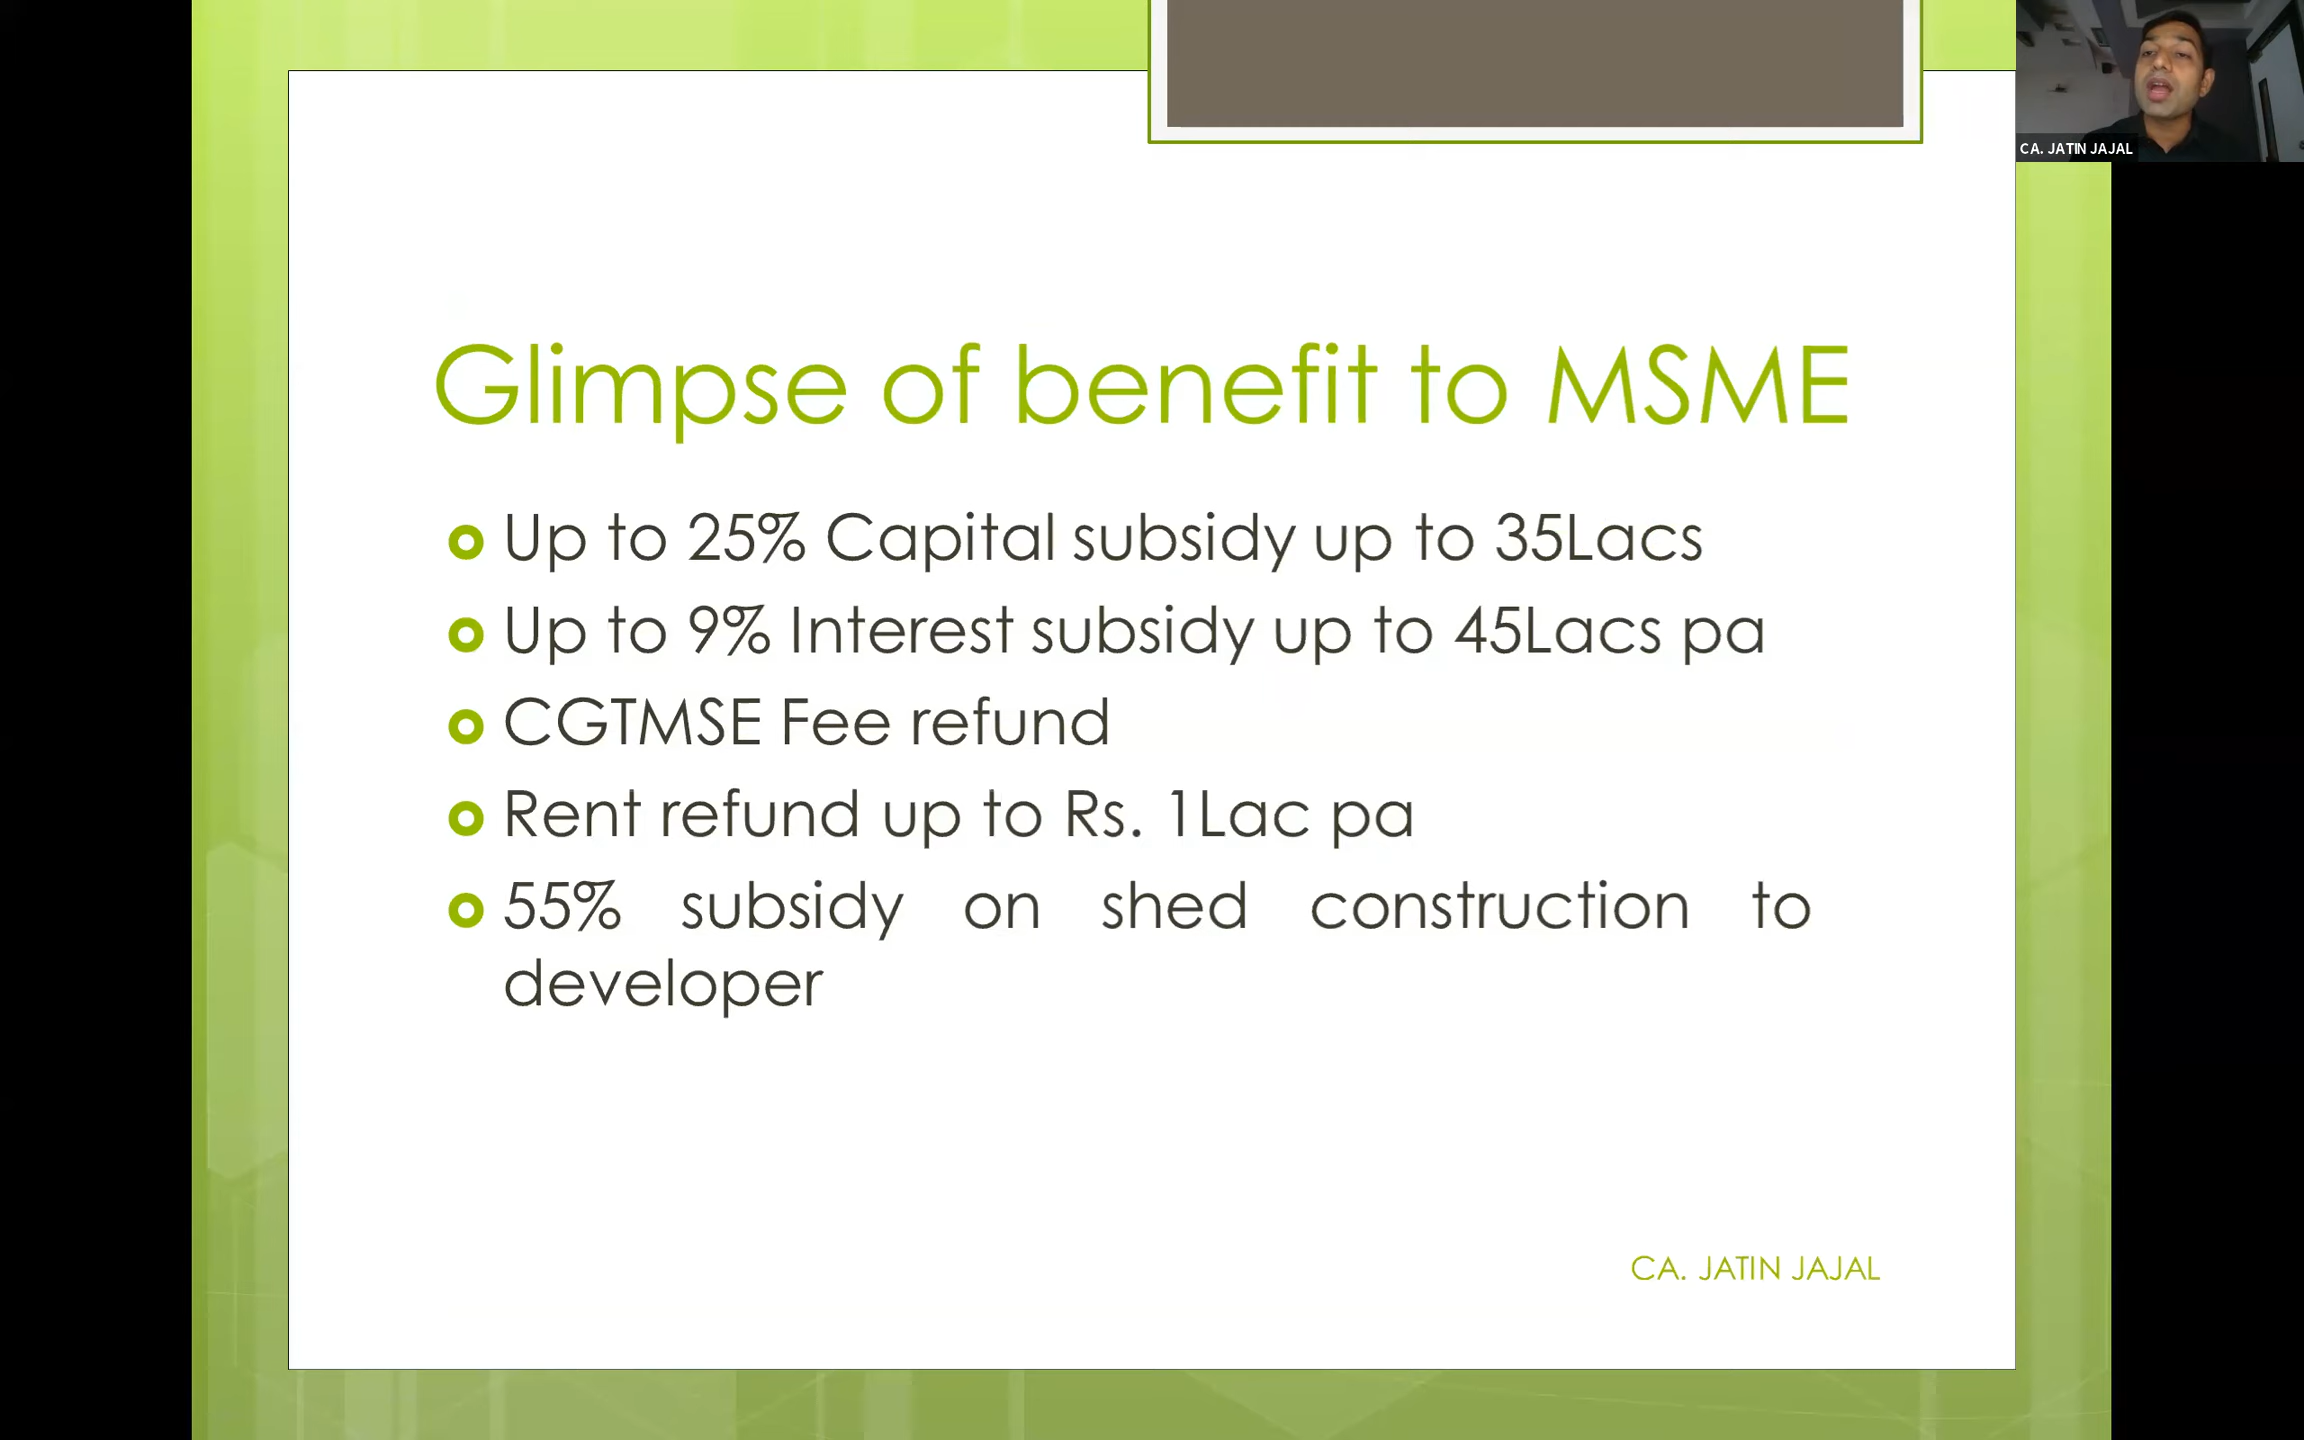 CA. JATIN JAJAL
Glimpse of benefit to MSME
Up to 25% Capital subsidy up to 35Lacs
Up to 9% Interest subsidy up to 45Lacs pa
CGTMSE Fee refund
Rent refund up to Rs. 1Lac pa
55% subsidy on shed construction to
developer
CA. JATIN JAJAL